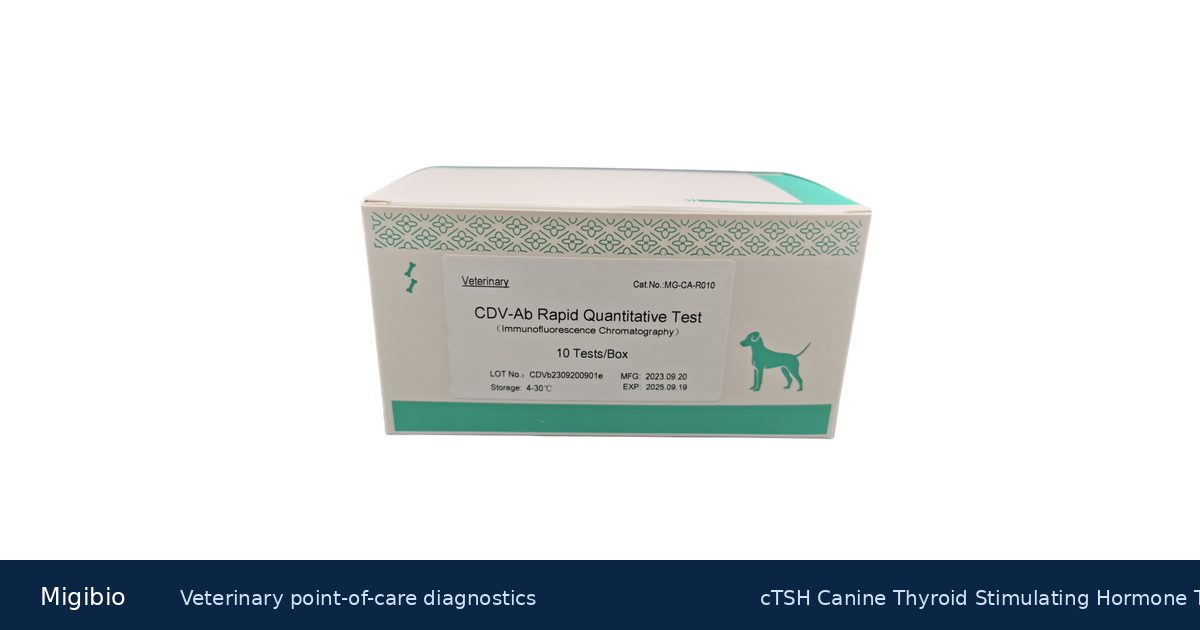 Veterinary
Cat.No.:MG-CA-R010
CDV-Ab Rapid Quantitative Test
(Immunofluorescence Chromatography)
10 Tests/Box
LOT No.: CDVb2309200901e MFG: 2023.09.20
Storage: 4-30℃ EXP: 2025.09.19
Migibio Veterinary point-of-care diagnostics cTSH Canine Thyroid Stimulating Hormone T